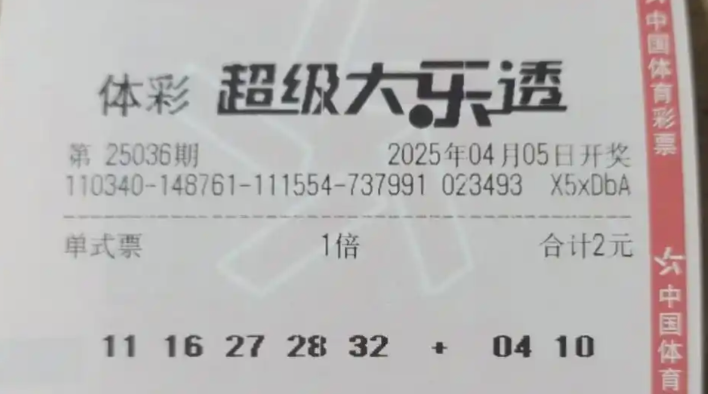 体彩 超级大乐透
第 25036期 2025年04月05日开奖
110340-148761-111554-737991 023493 X5xDbA
单式票 1倍 合计2元
11 16 27 28 32 + 04 10
中国体育彩票
中国体育